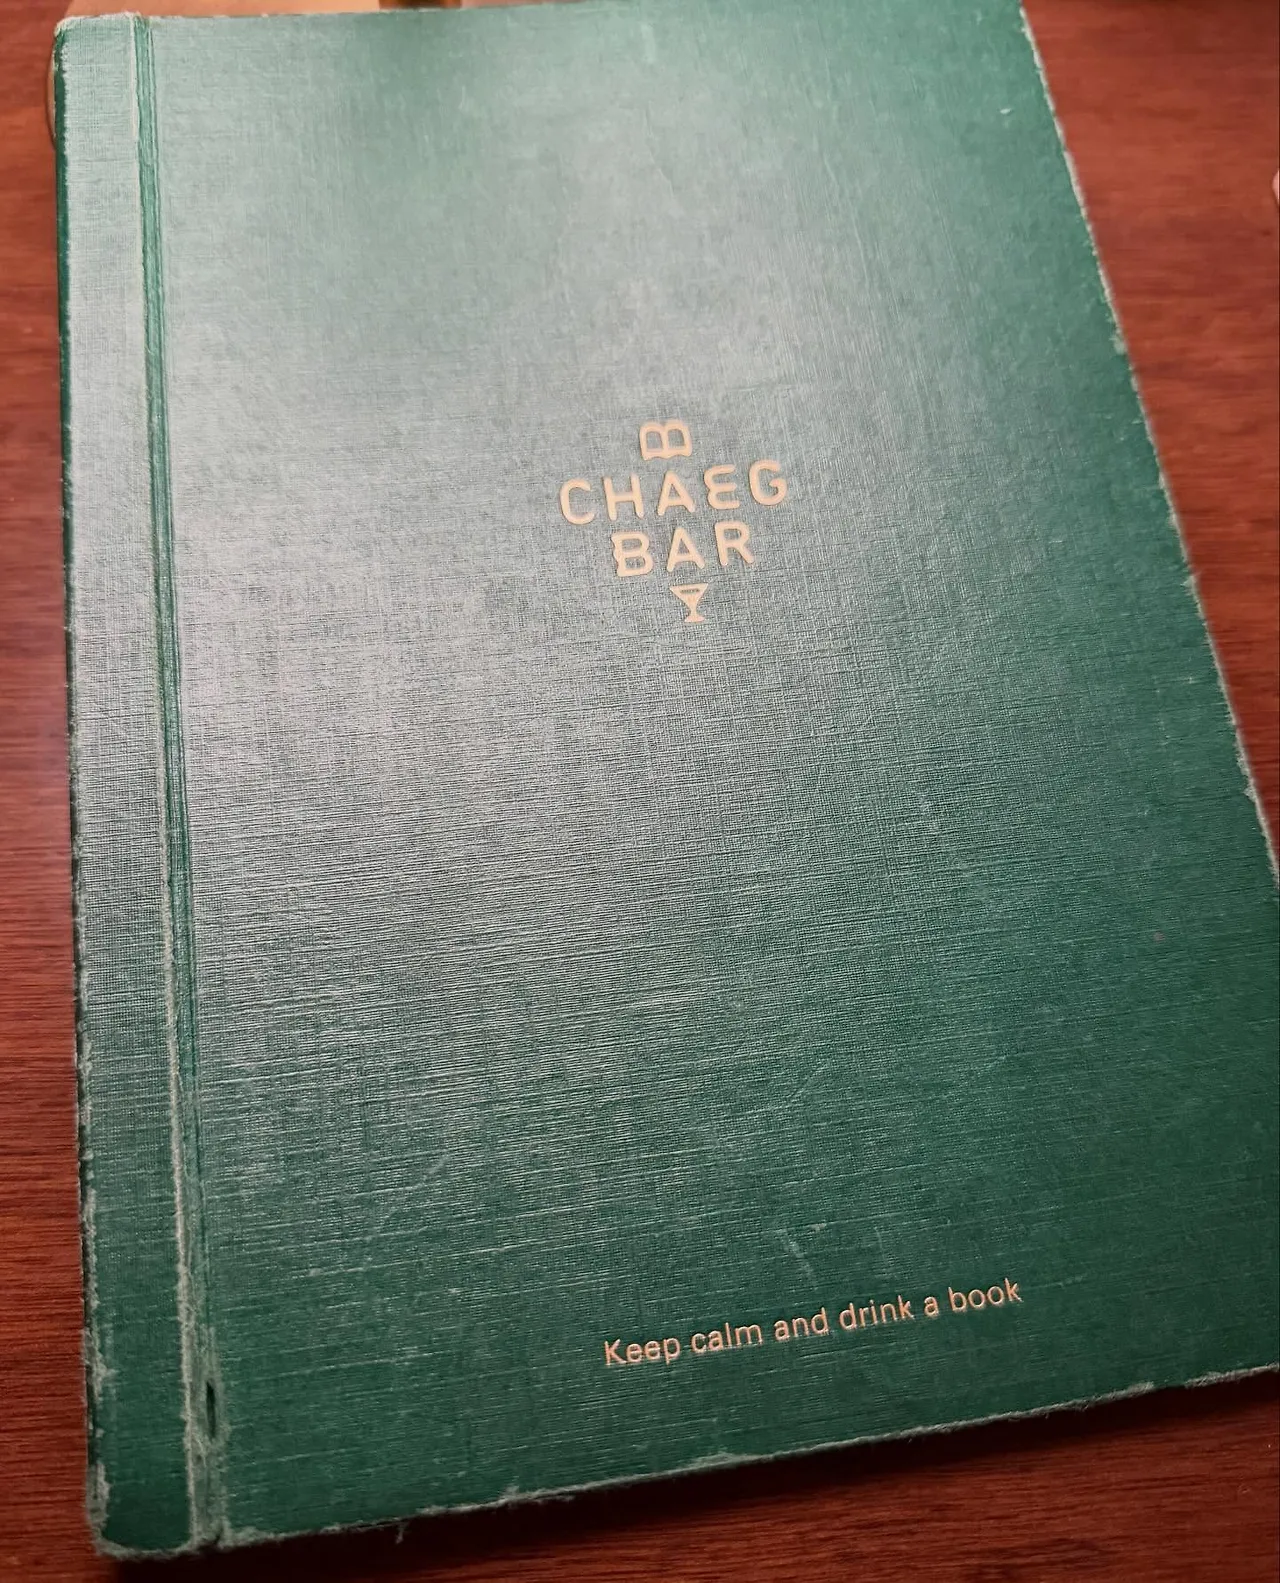 CHAEG
BAR
Keep calm and drink a book